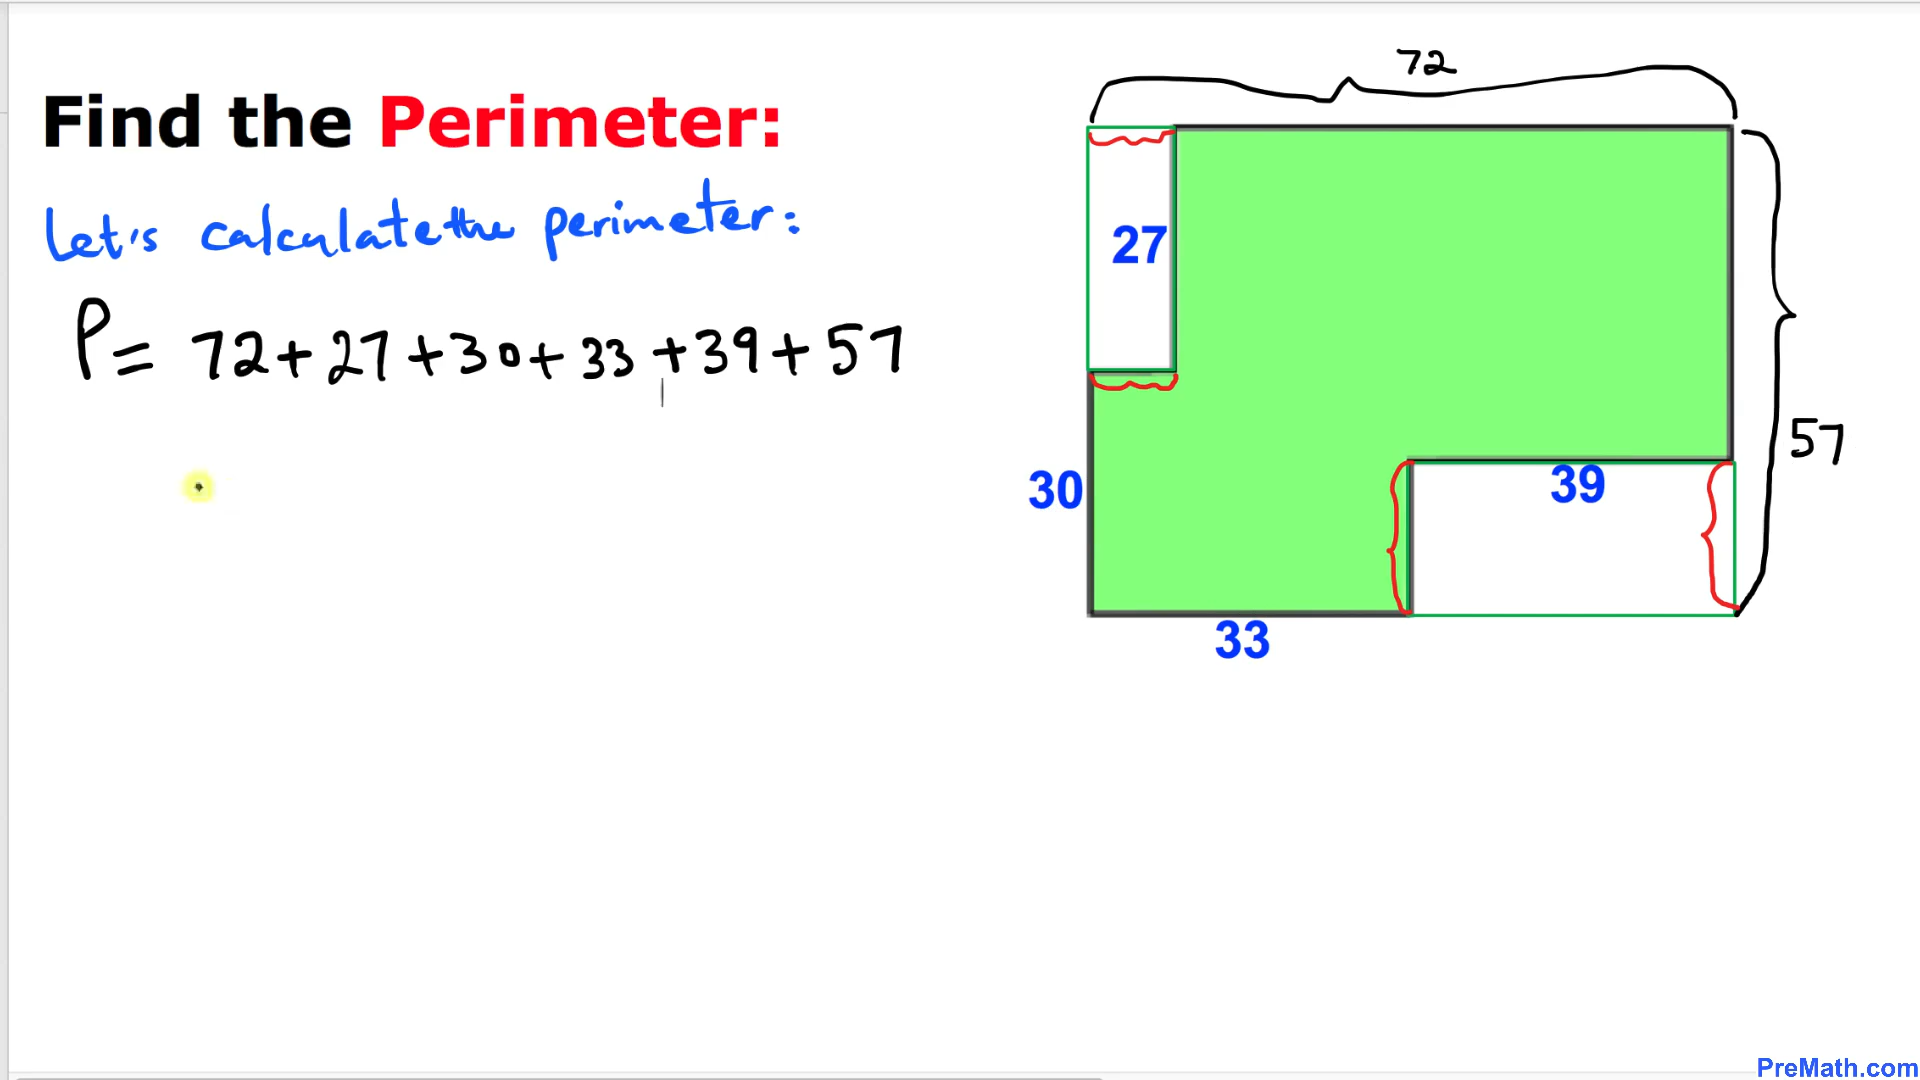 72
Find the Perimeter:
Let's calculate the perimeter:
27
P= 72+27+30+33+39+57
57
30
39
33
PreMath.com